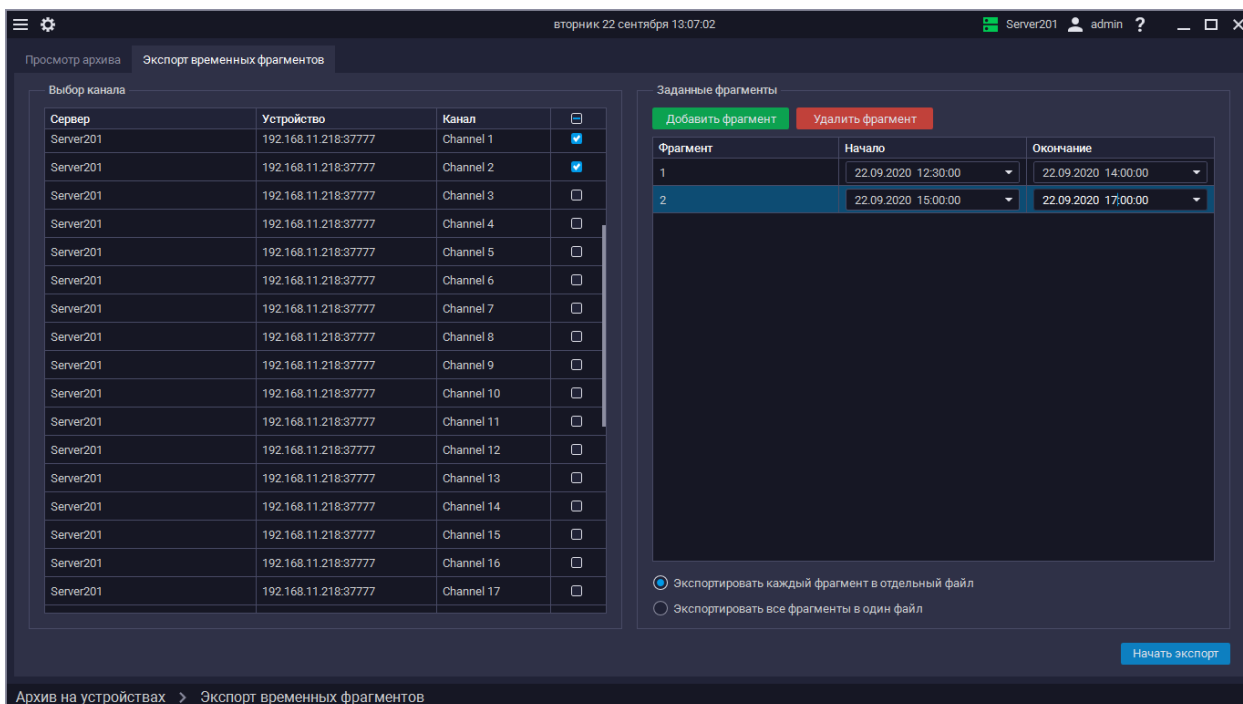 вторник 22 сентября 13:07:02 Server201 admin ?
Просмотр архива Экспорт временных фрагментов
Выбор канала
Сервер Устройство Канал
Server201 192.168.11.218:37777 Channel 1
Server201 192.168.11.218:37777 Channel 2
Server201 192.168.11.218:37777 Channel 3
Server201 192.168.11.218:37777 Channel 4
Server201 192.168.11.218:37777 Channel 5
Server201 192.168.11.218:37777 Channel 6
Server201 192.168.11.218:37777 Channel 7
Server201 192.168.11.218:37777 Channel 8
Server201 192.168.11.218:37777 Channel 9
Server201 192.168.11.218:37777 Channel 10
Server201 192.168.11.218:37777 Channel 11
Server201 192.168.11.218:37777 Channel 12
Server201 192.168.11.218:37777 Channel 13
Server201 192.168.11.218:37777 Channel 14
Server201 192.168.11.218:37777 Channel 15
Server201 192.168.11.218:37777 Channel 16
Server201 192.168.11.218:37777 Channel 17
Заданные фрагменты
Добавить фрагмент Удалить фрагмент
Фрагмент Начало Окончание
1 22.09.2020 12:30:00 22.09.2020 14:00:00
2 22.09.2020 15:00:00 22.09.2020 17:00:00
Экспортировать каждый фрагмент в отдельный файл
Экспортировать все фрагменты в один файл
Начать экспорт
Архив на устройствах > Экспорт временных фрагментов